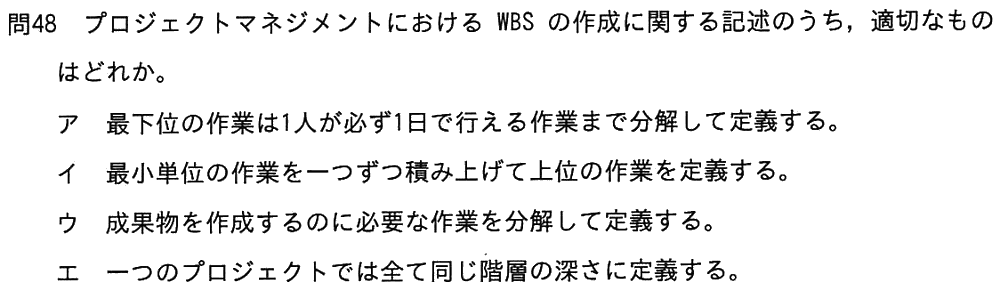 問48 プロジェクトマネジメントにおける WBS の作成に関する記述のうち，適切なもの
はどれか。
ア 最下位の作業は1人が必ず1日で行える作業まで分解して定義する。
イ 最小単位の作業を一つずつ積み上げて上位の作業を定義する。
ウ 成果物を作成するのに必要な作業を分解して定義する。
エ 一つのプロジェクトでは全て同じ階層の深さに定義する。